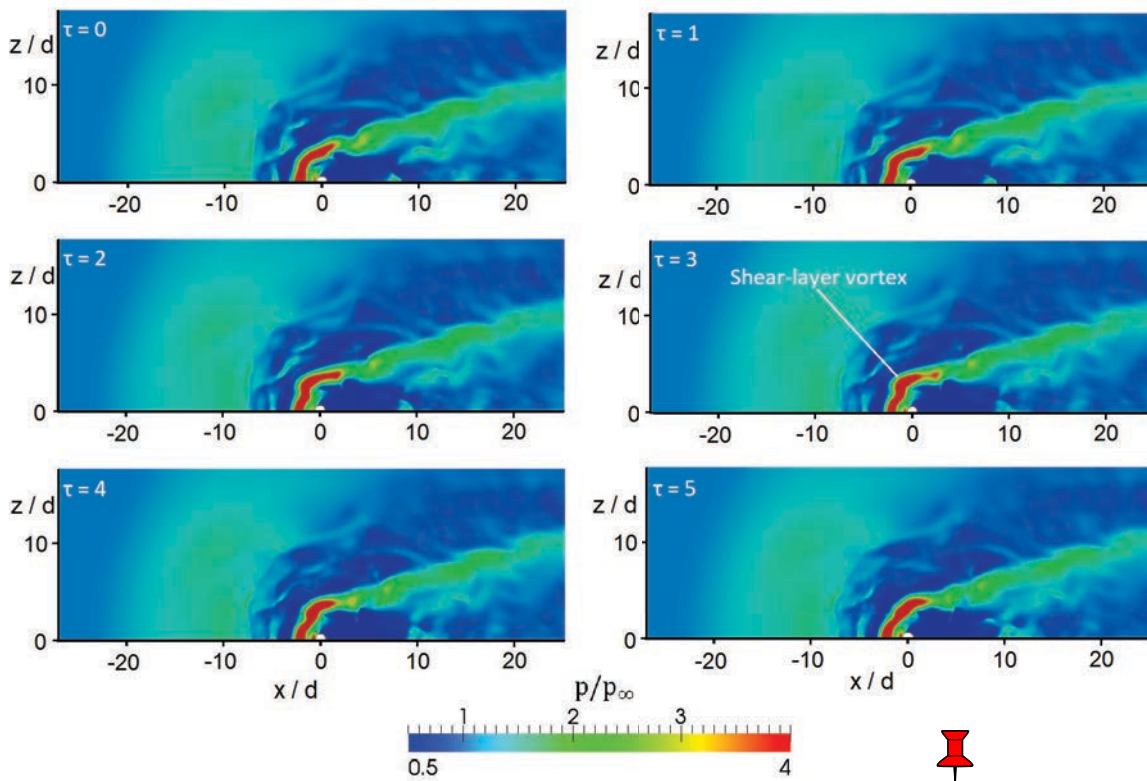 τ = 0
z / d
10
0
-20 -10 0 10 20
τ = 1
z / d
10
0
-20 -10 0 10 20
τ = 2
z / d
10
0
-20 -10 0 10 20
τ = 3
Shear-layer vortex
z / d
10
0
-20 -10 0 10 20
τ = 4
z / d
10
0
-20 -10 0 10 20
x / d
τ = 5
z / d
10
0
-20 -10 0 10 20
x / d
p/p∞
1 2 3
0.5 4